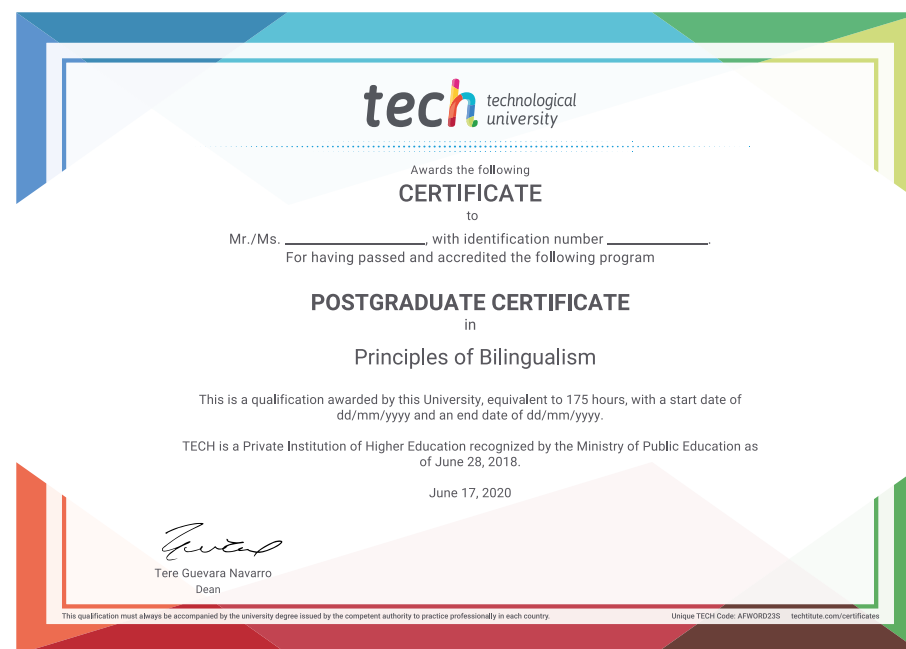 tech technological
university
Awards the following
CERTIFICATE
to
Mr./Ms. ____________________, with identification number ______________.
For having passed and accredited the following program
POSTGRADUATE CERTIFICATE
in
Principles of Bilingualism
This is a qualification awarded by this University, equivalent to 175 hours, with a start date of
dd/mm/yyyy and an end date of dd/mm/yyyy.
TECH is a Private Institution of Higher Education recognized by the Ministry of Public Education as
of June 28, 2018.
June 17, 2020
Tere Guevara Navarro
Dean
This qualification must always be accompanied by the university degree issued by the competent authority to practice professionally in each country. Unique TECH Code: AFWORD23S techtitute.com/certificates